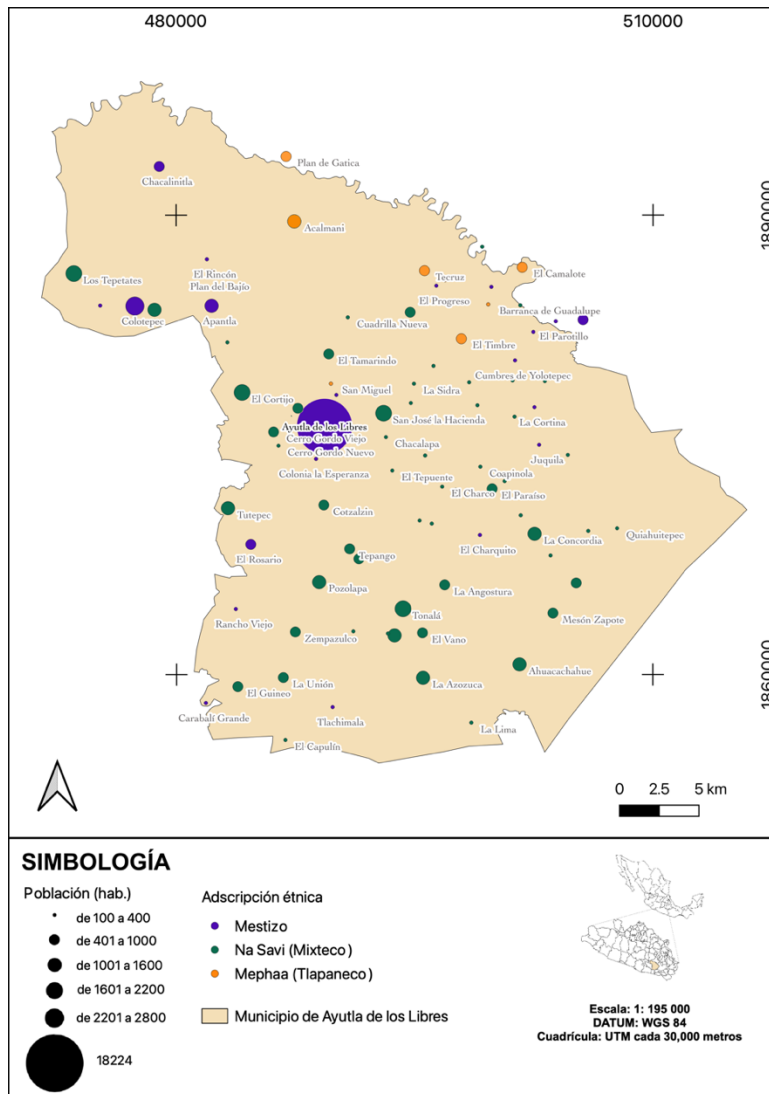 480000
510000
Plan de Gatica
Chacalinitla
1890000
Acalmani
El Rincón
Los Tepetates
Plan del Bajío
Tecruz
El Camalote
El Progreso
Colotepec
Apantla
Cuadrilla Nueva
Barranca de Guadalupe
El Parotillo
El Timbre
El Tamarindo
Cumbres de Yolotepec
San Miguel
La Sidra
El Cortijo
San José la Hacienda
La Cortina
Ayutla de los Libres
Cerro Gordo Viejo
Chacalapa
Cerro Gordo Nuevo
Juquila
Colonia la Esperanza
El Tepuente
Coapinola
El Charco
El Paraíso
Tutepec
Cotzalzin
El Charquito
La Concordia
Quiahuitepec
El Rosario
Tepango
Pozolapa
La Angostura
Rancho Viejo
Tonalá
Mesón Zapote
Zempazulco
El Vano
Ahuacachahue
La Unión
La Azozuca
El Guineo
1860000
Carabalí Grande
Tlachimala
La Lima
El Capulín
0 2.5 5 km
SIMBOLOGÍA
Población (hab.)
de 100 a 400
de 401 a 1000
de 1001 a 1600
de 1601 a 2200
de 2201 a 2800
18224
Adscripción étnica
Mestizo
Na Savi (Mixteco)
Mephaa (Tlapaneco)
Municipio de Ayutla de los Libres
Escala: 1: 195 000
DATUM: WGS 84
Cuadrícula: UTM cada 30,000 metros